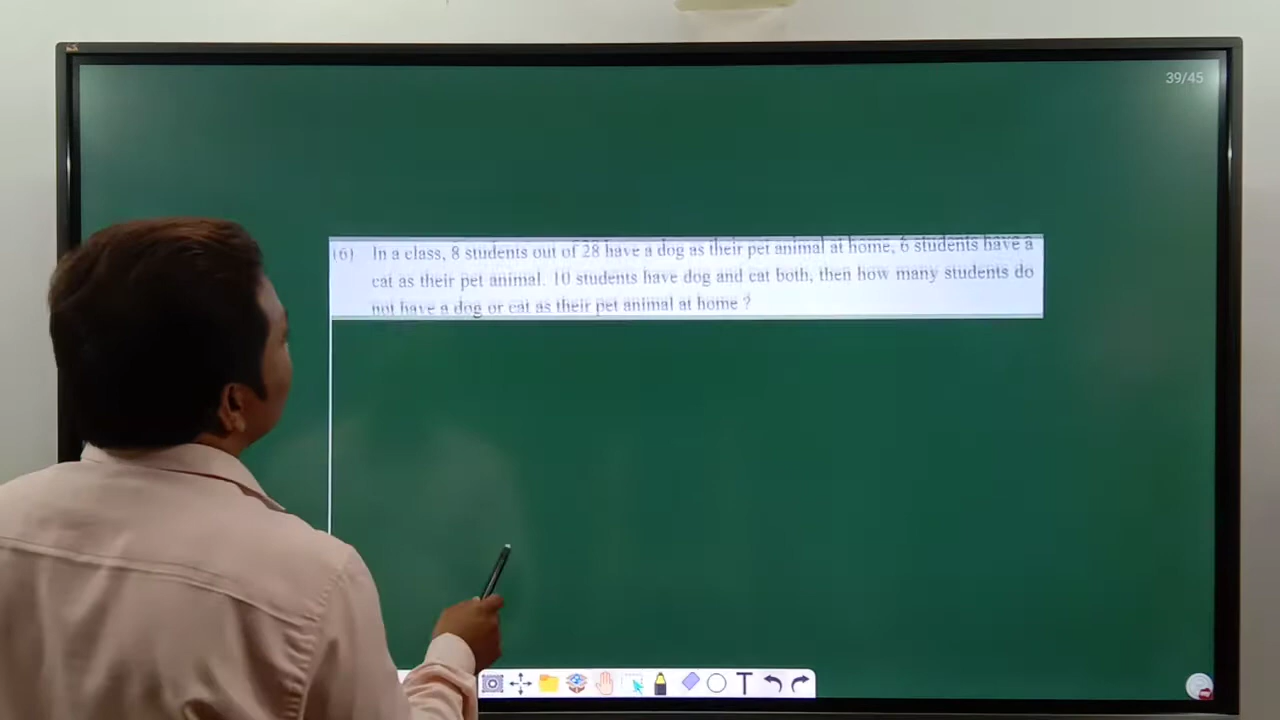 39/45
(6) In a class, 8 students out of 28 have a dog as their pet animal at home, 6 students have a
cat as their pet animal. 10 students have dog and cat both, then how many students do
not have a dog or cat as their pet animal at home ?
T